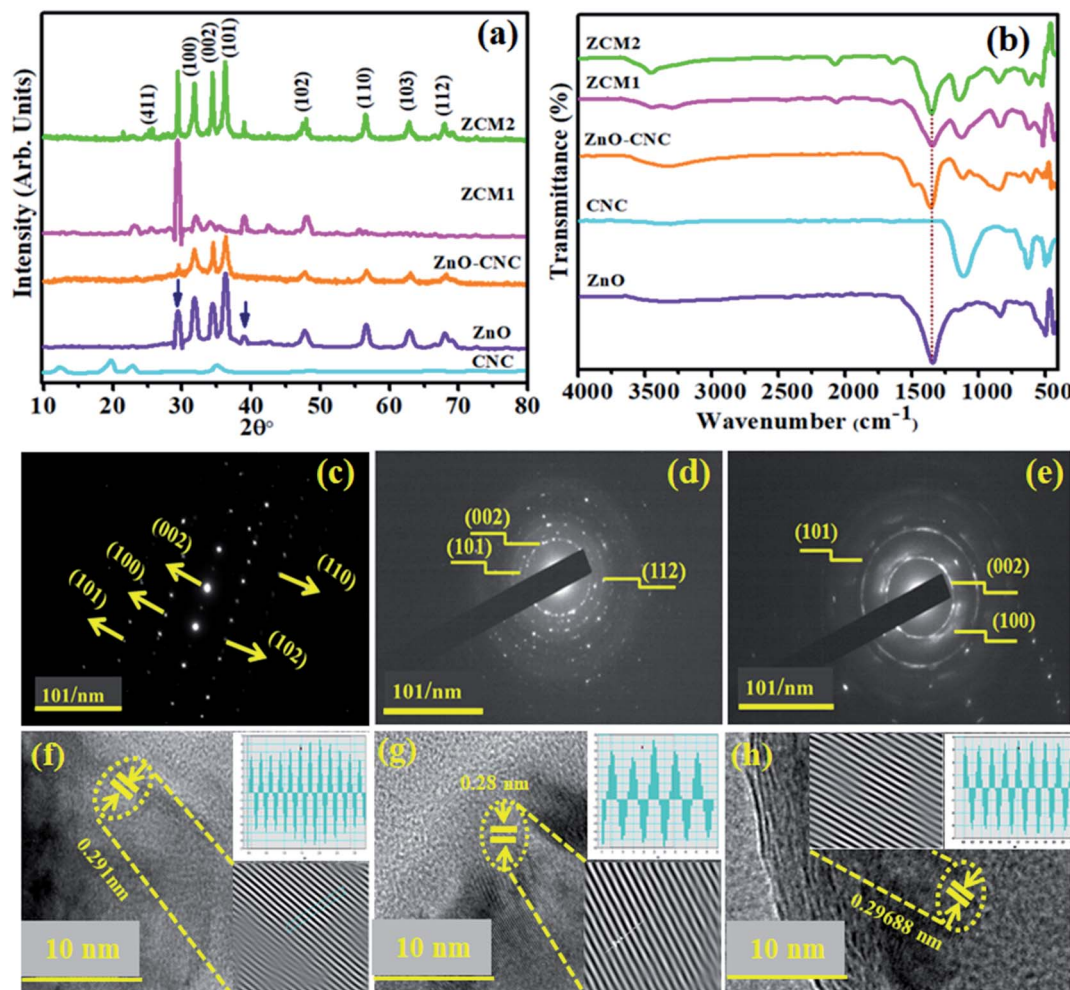 (a)
Intensity (Arb. Units)
(411)
(100)
(002)
(101)
(102)
(110)
(103)
(112)
ZCM2
ZCM1
ZnO-CNC
ZnO
CNC
10 20 30 40 50 60 70 80
2θ°
(b)
Transmittance (%)
ZCM2
ZCM1
ZnO-CNC
CNC
ZnO
4000 3500 3000 2500 2000 1500 1000 500
Wavenumber (cm-1)
(c)
(002)
(100)
(101)
(110)
(102)
101/nm
(d)
(002)
(101)
(112)
101/nm
(e)
(101)
(002)
(100)
101/nm
(f)
0.291nm
10 nm
(g)
0.28 nm
10 nm
(h)
0.29688 nm
10 nm